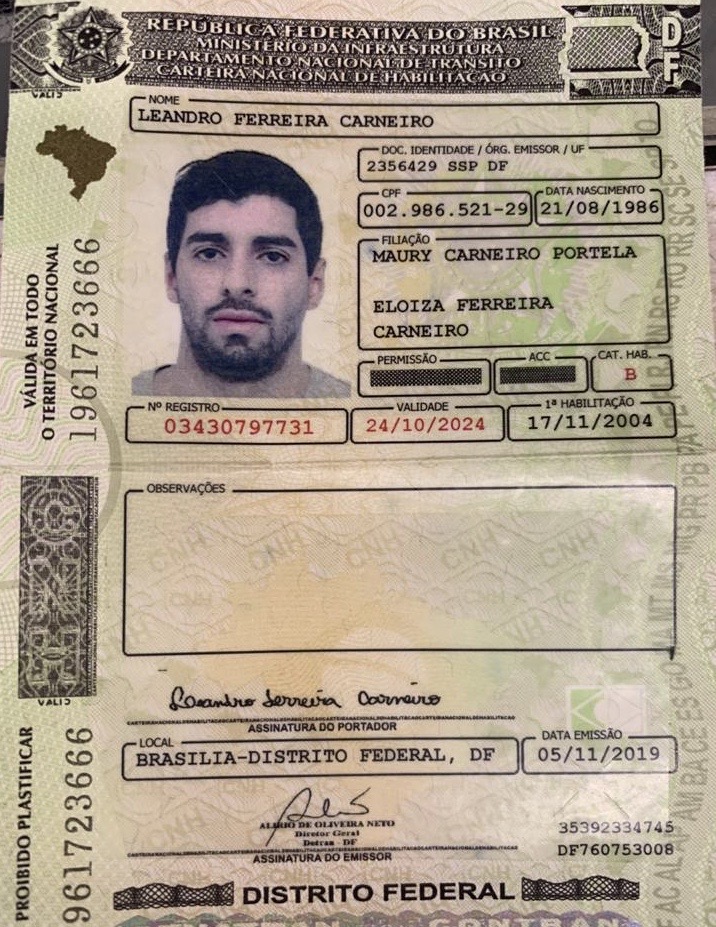 REPÚBLICA FEDERATIVA DO BRASIL
MINISTÉRIO DA INFRAESTRUTURA
DEPARTAMENTO NACIONAL DE TRÂNSITO
CARTEIRA NACIONAL DE HABILITAÇÃO
DF
NOME
LEANDRO FERREIRA CARNEIRO
DOC. IDENTIDADE / ÓRG. EMISSOR / UF
2356429 SSP DF
CPF
DATA NASCIMENTO
002.986.521-29
21/08/1986
FILIAÇÃO
MAURY CARNEIRO PORTELA
ELOIZA FERREIRA
CARNEIRO
PERMISSÃO
ACC
CAT. HAB.
B
Nº REGISTRO
VALIDADE
1ª HABILITAÇÃO
03430797731
24/10/2024
17/11/2004
VÁLIDA EM TODO
O TERRITÓRIO NACIONAL
1961723666
OBSERVAÇÕES
Leandro Ferreira Carneiro
ASSINATURA DO PORTADOR
LOCAL
DATA EMISSÃO
BRASILIA-DISTRITO FEDERAL, DF
05/11/2019
ALÍRIO DE OLIVEIRA NETO
Diretor Geral
Detran - DF
ASSINATURA DO EMISSOR
35392334745
DF760753008
PROIBIDO PLASTIFICAR
961723666
DISTRITO FEDERAL
CONTRAN